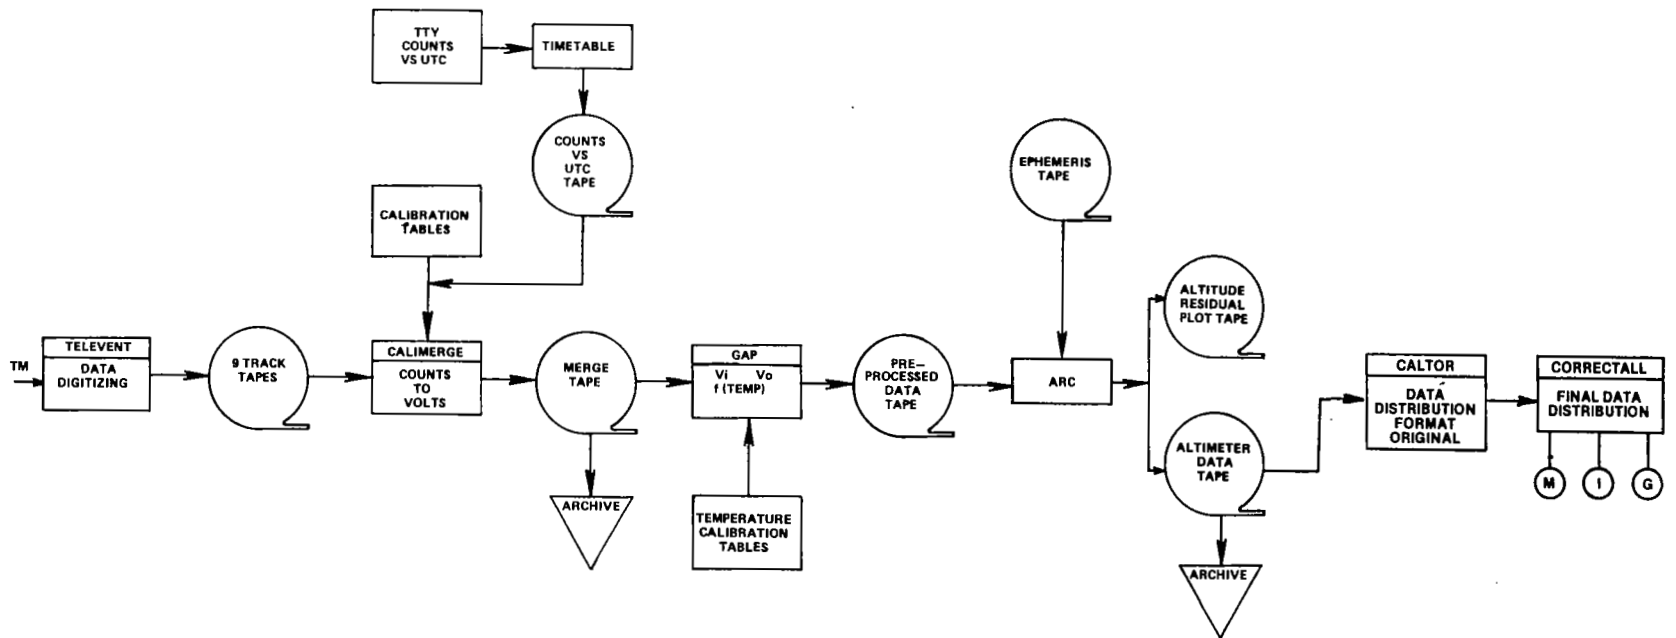 TTY
COUNTS
VS UTC
TIMETABLE
COUNTS
VS
UTC
TAPE
CALIBRATION
TABLES
EPHEMERIS
TAPE
TM
TELEVENT
DATA
DIGITIZING
9 TRACK
TAPES
CALIMERGE
COUNTS
TO
VOLTS
MERGE
TAPE
ARCHIVE
GAP
Vi Vo
f (TEMP)
TEMPERATURE
CALIBRATION
TABLES
PRE-
PROCESSED
DATA
TAPE
ARC
ALTITUDE
RESIDUAL
PLOT TAPE
ALTIMETER
DATA
TAPE
ARCHIVE
CALTOR
DATA
DISTRIBUTION
FORMAT
ORIGINAL
CORRECTALL
FINAL DATA
DISTRIBUTION
M I G